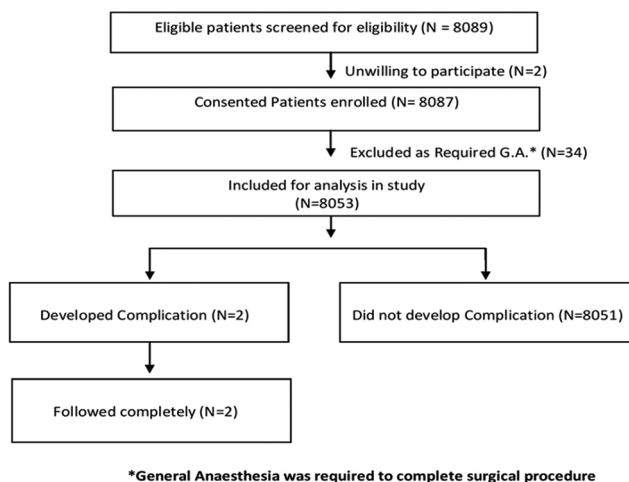 Eligible patients screened for eligibility (N = 8089)
Unwilling to participate (N=2)
Consented Patients enrolled (N= 8087)
Excluded as Required G.A.* (N=34)
Included for analysis in study
(N=8053)
Developed Complication (N=2)
Did not develop Complication (N=8051)
Followed completely (N=2)
*General Anaesthesia was required to complete surgical procedure